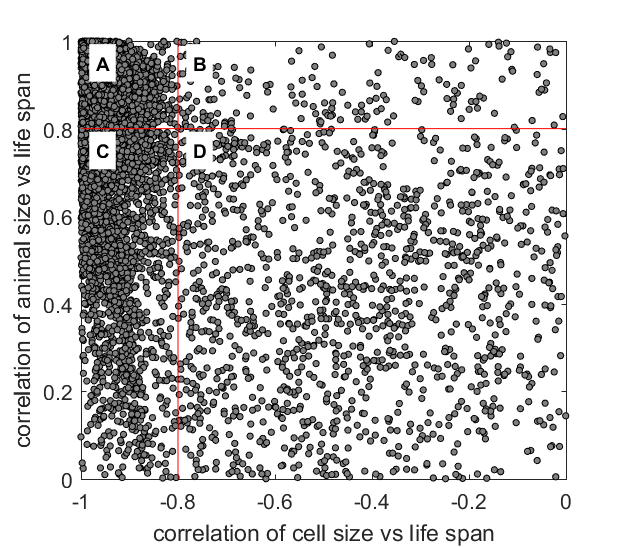 1
0.8
0.6
0.4
0.2
0
A
B
C
D
-1
-0.8
-0.6
-0.4
-0.2
0
correlation of animal size vs life span
correlation of cell size vs life span